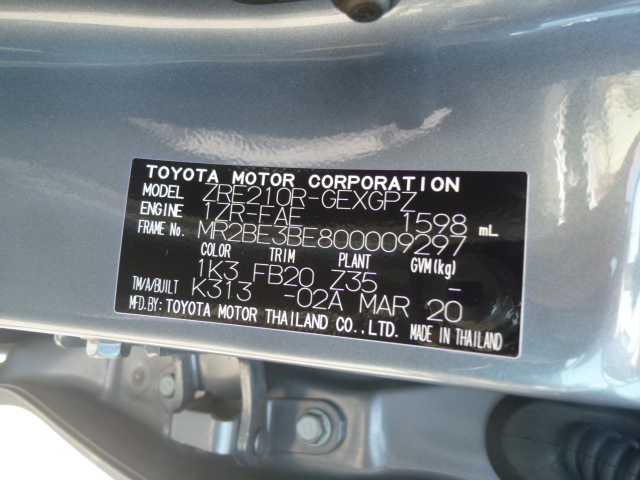 TOYOTA MOTOR CORPORATION
MODEL ZRE210R-GEXGPZ
ENGINE 1ZR-FAE 1598 mL
FRAME No. MR2BE3BE800009297
COLOR TRIM PLANT GVM(kg)
1K3 FB20 Z35 -
TM/A/BUILT K313 -02A MAR 20
MFD.BY: TOYOTA MOTOR THAILAND CO., LTD. MADE IN THAILAND